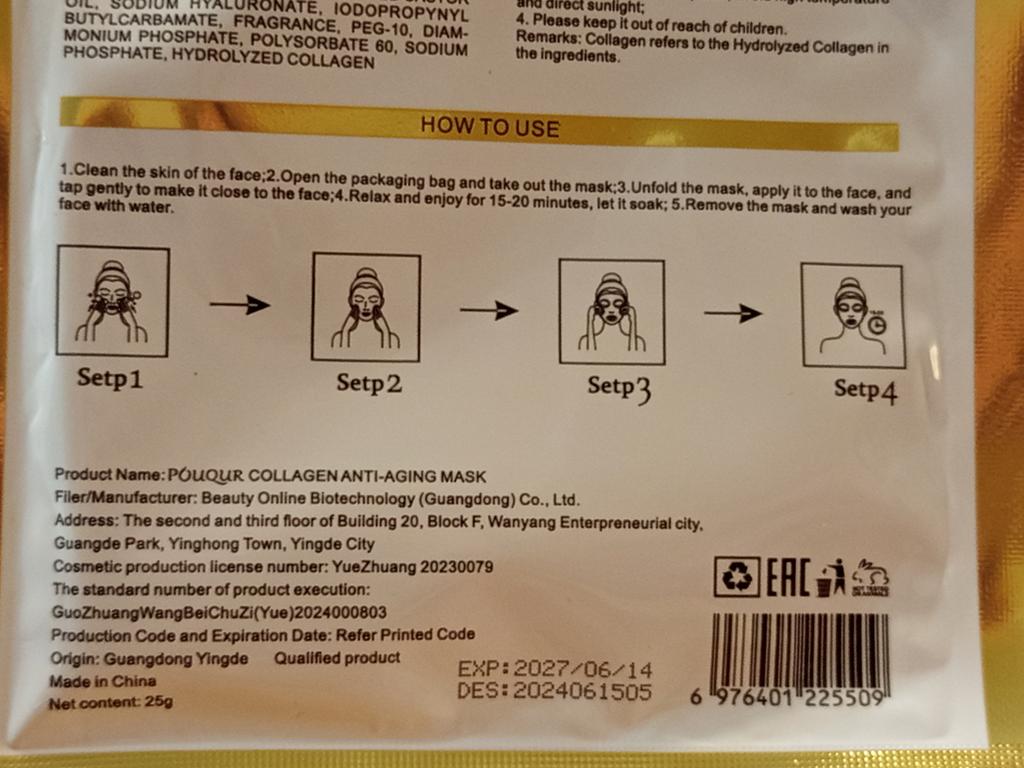 OIL, SODIUM HYALURONATE, IODOPROPYNYL
BUTYLCARBAMATE, FRAGRANCE, PEG-10, DIAM-
MONIUM PHOSPHATE, POLYSORBATE 60, SODIUM
PHOSPHATE, HYDROLYZED COLLAGEN
and direct sunlight;
4. Please keep it out of reach of children.
Remarks: Collagen refers to the Hydrolyzed Collagen in
the ingredients.
HOW TO USE
1.Clean the skin of the face;2.Open the packaging bag and take out the mask;3.Unfold the mask, apply it to the face, and
tap gently to make it close to the face;4.Relax and enjoy for 15-20 minutes, let it soak; 5.Remove the mask and wash your
face with water.
Setp1
Setp2
Setp3
Setp4
Product Name: PÓUQUR COLLAGEN ANTI-AGING MASK
Filer/Manufacturer: Beauty Online Biotechnology (Guangdong) Co., Ltd.
Address: The second and third floor of Building 20, Block F, Wanyang Enterpreneurial city,
Guangde Park, Yinghong Town, Yingde City
Cosmetic production license number: YueZhuang 20230079
The standard number of product execution:
GuoZhuangWangBeiChuZi(Yue)2024000803
Production Code and Expiration Date: Refer Printed Code
Origin: Guangdong Yingde Qualified product
Made in China
Net content: 25g
EXP:2027/06/14
DES:2024061505
EAC
6 976401 225509